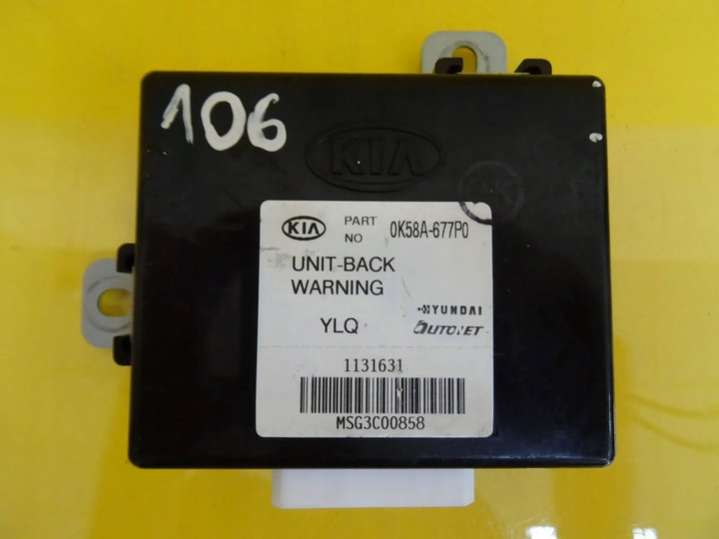 106
KIA
KIA PART NO 0K58A-677P0
UNIT-BACK
WARNING
HYUNDAI
YLQ AUTONET
1131631
MSG3C00858